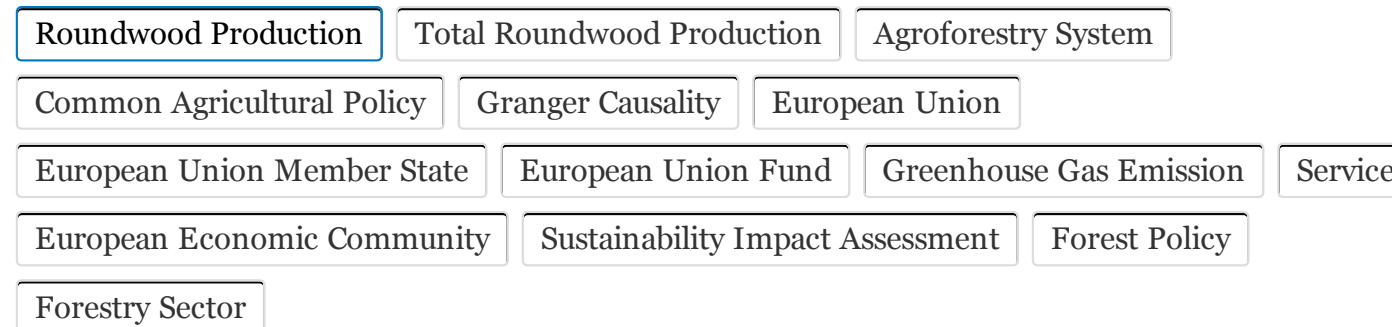 Roundwood Production Total Roundwood Production Agroforestry System
Common Agricultural Policy Granger Causality European Union
European Union Member State European Union Fund Greenhouse Gas Emission Service
European Economic Community Sustainability Impact Assessment Forest Policy
Forestry Sector